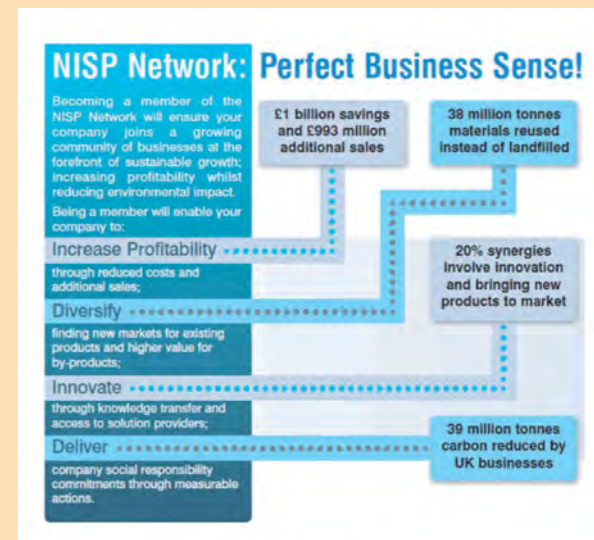 NISP Network: Perfect Business Sense!
Becoming a member of the
NISP Network will ensure your
company joins a growing
community of businesses at the
forefront of sustainable growth;
increasing profitability whilst
reducing environmental impact.
Being a member will enable your
company to:
Increase Profitability
through reduced costs and
additional sales;
Diversify
finding new markets for existing
products and higher value for
by-products;
Innovate
through knowledge transfer and
access to solution providers;
Deliver
company social responsibility
commitments through measurable
actions.
£1 billion savings
and £993 million
additional sales
38 million tonnes
materials reused
instead of landfilled
20% synergies
involve innovation
and bringing new
products to market
39 million tonnes
carbon reduced by
UK businesses